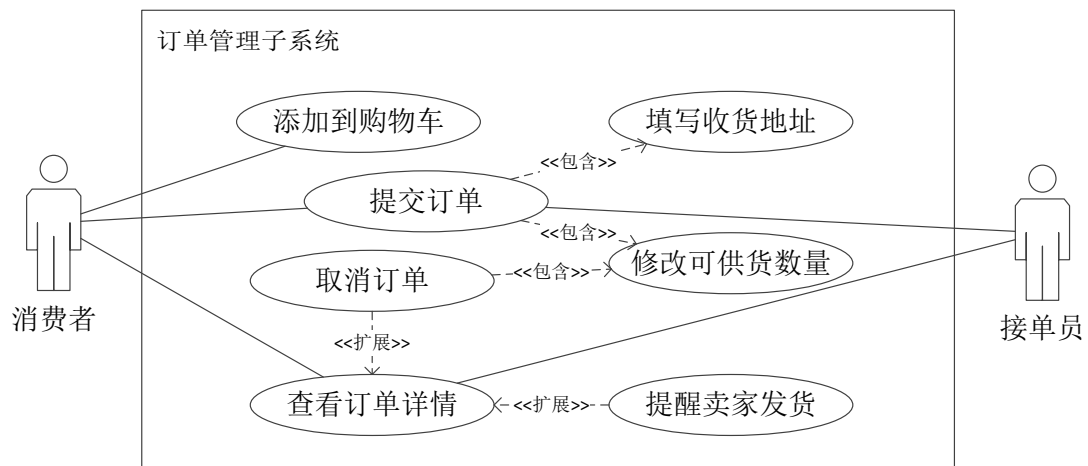 订单管理子系统
添加到购物车
填写收货地址
<<包含>>
提交订单
<<包含>>
修改可供货数量
取消订单
<<包含>>
消费者
接单员
<<扩展>>
查看订单详情
<<扩展>>
提醒卖家发货